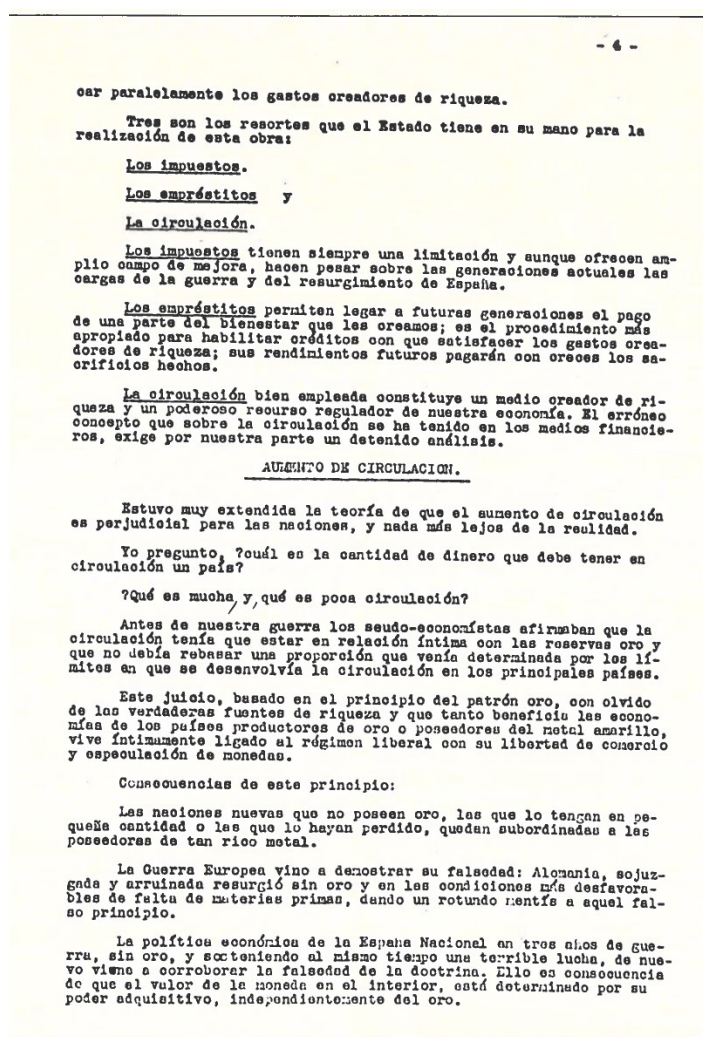 - 4 -
car paralelamente los gastos creadores de riqueza.
Tres son los resortes que el Estado tiene en su mano para la
realización de esta obra:
Los impuestos.
Los empréstitos y
La circulación.
Los impuestos tienen siempre una limitación y aunque ofrecen am-
plio campo de mejora, hacen pesar sobre las generaciones actuales las
cargas de la guerra y del resurgimiento de España.
Los empréstitos permiten legar a futuras generaciones el pago
de una parte del bienestar que les creamos; es el procedimiento más
apropiado para habilitar créditos con que satisfacer los gastos crea-
dores de riqueza; sus rendimientos futuros pagarán con creces los sa-
crificios hechos.
La circulación bien empleada constituye un medio creador de ri-
queza y un poderoso recurso regulador de nuestra economía. El erróneo
concepto que sobre la circulación se ha tenido en los medios financie-
ros, exige por nuestra parte un detenido análisis.
AUMENTO DE CIRCULACION.
Estuvo muy extendida la teoría de que el aumento de circulación
es perjudicial para las naciones, y nada más lejos de la realidad.
Yo pregunto, ?cuál es la cantidad de dinero que debe tener en
circulación un país?
?Qué es mucha, y, qué es poca circulación?
Antes de nuestra guerra los seudo-economístas afirmaban que la
circulación tenía que estar en relación íntima con las reservas oro y
que no debía rebasar una proporción que venía determinada por los lí-
mites en que se desenvolvía la circulación en los principales países.
Este juicio, basado en el principio del patrón oro, con olvido
de las verdaderas fuentes de riqueza y que tanto beneficia las econo-
mías de los países productores de oro o poseedores del metal amarillo,
vive íntimamente ligado al régimen liberal con su libertad de comercio
y especulación de monedas.
Consecuencias de este principio:
Las naciones nuevas que no poseen oro, las que lo tengan en pe-
queña cantidad o las que lo hayan perdido, quedan subordinadas a las
poseedoras de tan rico metal.
La Guerra Europea vino a demostrar su falsedad: Alemania, sojuz-
gada y arruinada resurgió sin oro y en las condiciones más desfavora-
bles de falta de materias primas, dando un rotundo mentís a aquel fal-
so principio.
La política económica de la España Nacional en tres años de gue-
rra, sin oro, y sosteniendo al mismo tiempo una terrible lucha, de nue-
vo viene a corroborar la falsedad de la doctrina. Ello es consecuencia
de que el valor de la moneda en el interior, está determinado por su
poder adquisitivo, independientemente del oro.